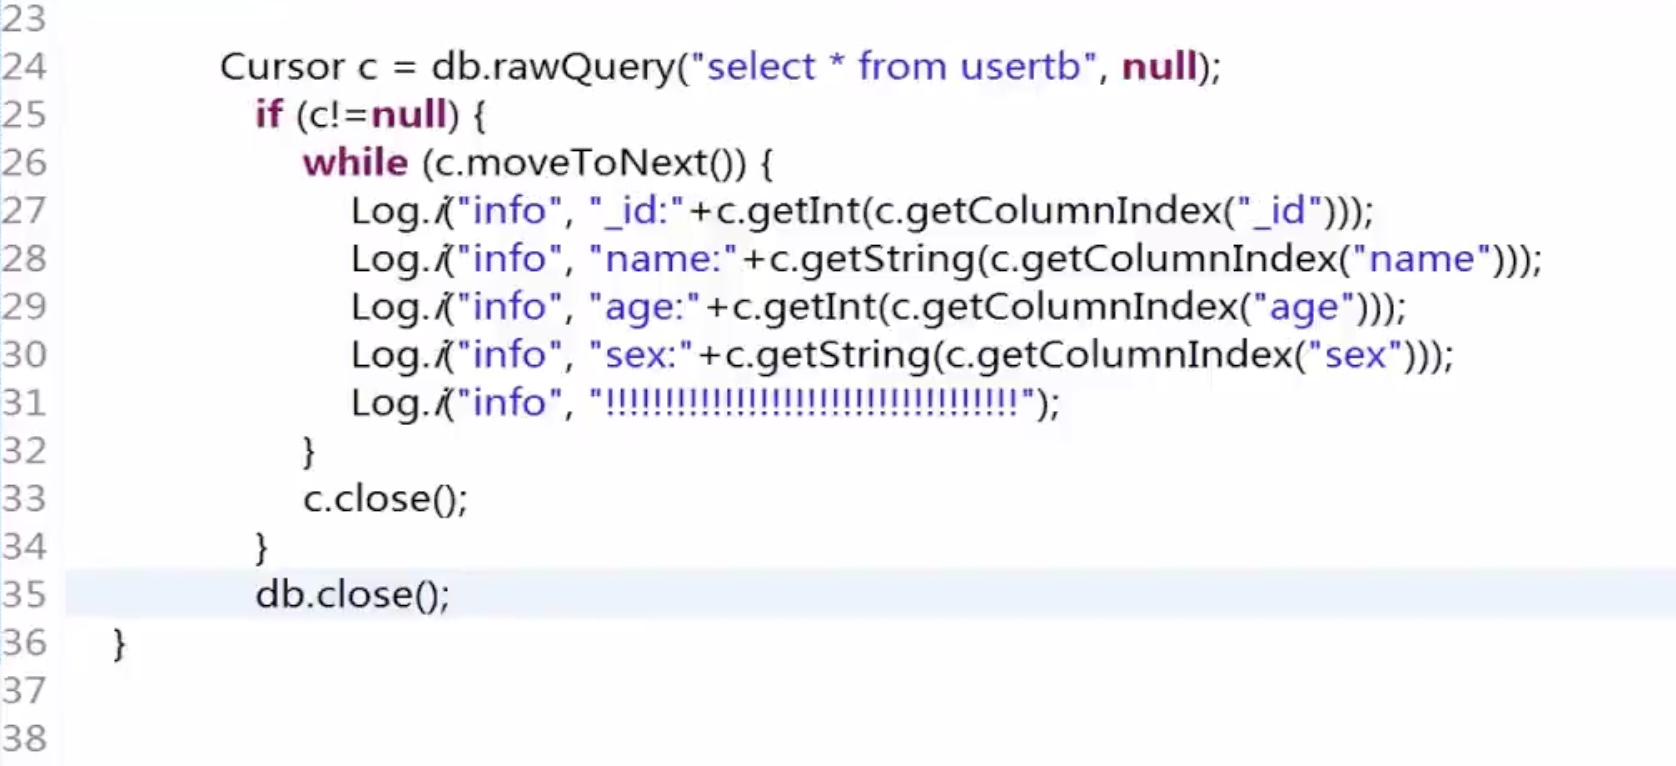 23
24 Cursor c = db.rawQuery("select * from usertb", null);
25 if (c!=null) {
26 while (c.moveToNext()) {
27 Log.i("info", "_id:"+c.getInt(c.getColumnIndex("_id")));
28 Log.i("info", "name:"+c.getString(c.getColumnIndex("name")));
29 Log.i("info", "age:"+c.getInt(c.getColumnIndex("age")));
30 Log.i("info", "sex:"+c.getString(c.getColumnIndex("sex")));
31 Log.i("info", "!!!!!!!!!!!!!!!!!!!!!!!!!!!!!!!!!!!");
32 }
33 c.close();
34 }
35 db.close();
36 }
37
38